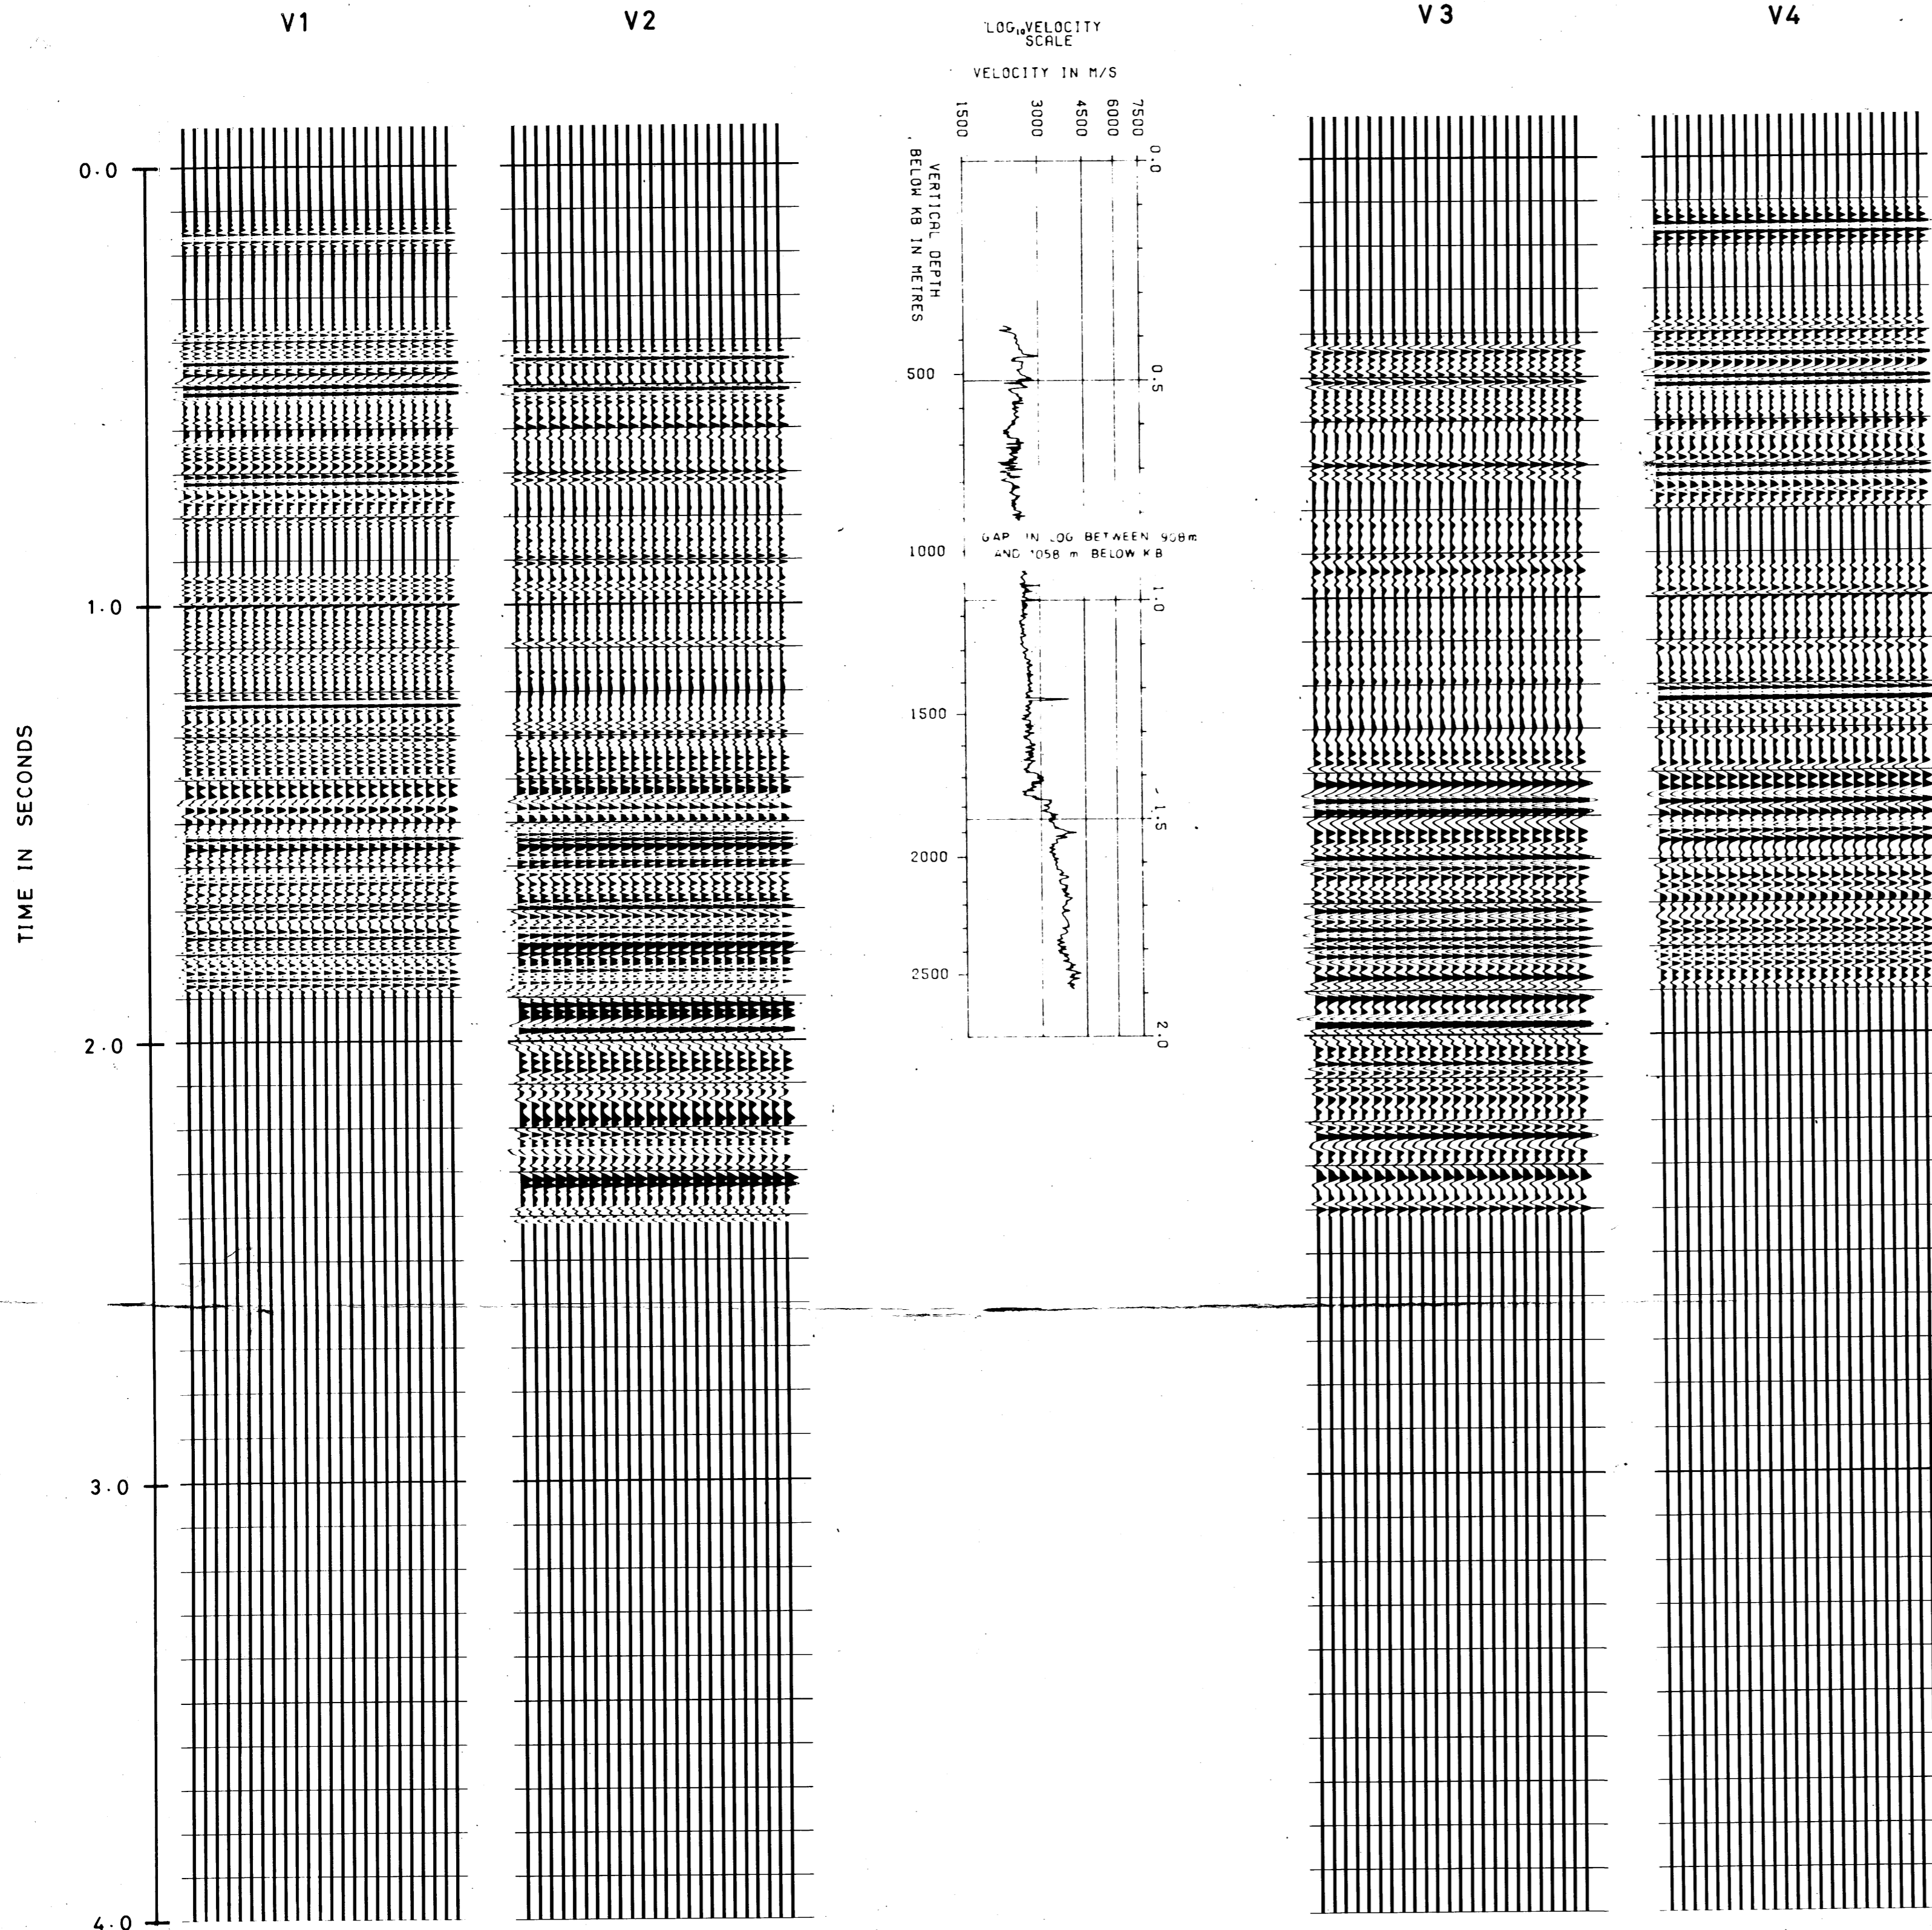 V1
V2
V3
V4
LOG₁₀VELOCITY
SCALE
VELOCITY IN M/S
1500
3000
4500
6000
7500
VERTICAL DEPTH
BELOW KB IN METRES
0.0
0.5
1.0
1.5
2.0
500
1000
1500
2000
2500
GAP IN LOG BETWEEN 958m
AND 1058 m BELOW KB
TIME IN SECONDS
0.0
1.0
2.0
3.0
4.0